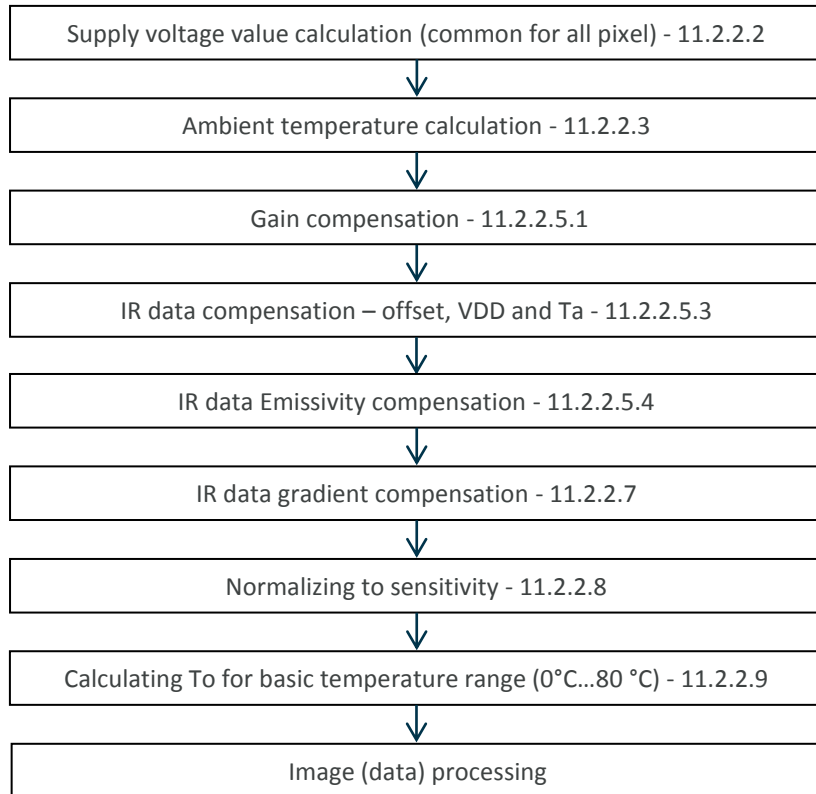 Supply voltage value calculation (common for all pixel) - 11.2.2.2
Ambient temperature calculation - 11.2.2.3
Gain compensation - 11.2.2.5.1
IR data compensation – offset, VDD and Ta - 11.2.2.5.3
IR data Emissivity compensation - 11.2.2.5.4
IR data gradient compensation - 11.2.2.7
Normalizing to sensitivity - 11.2.2.8
Calculating To for basic temperature range (0°C...80 °C) - 11.2.2.9
Image (data) processing